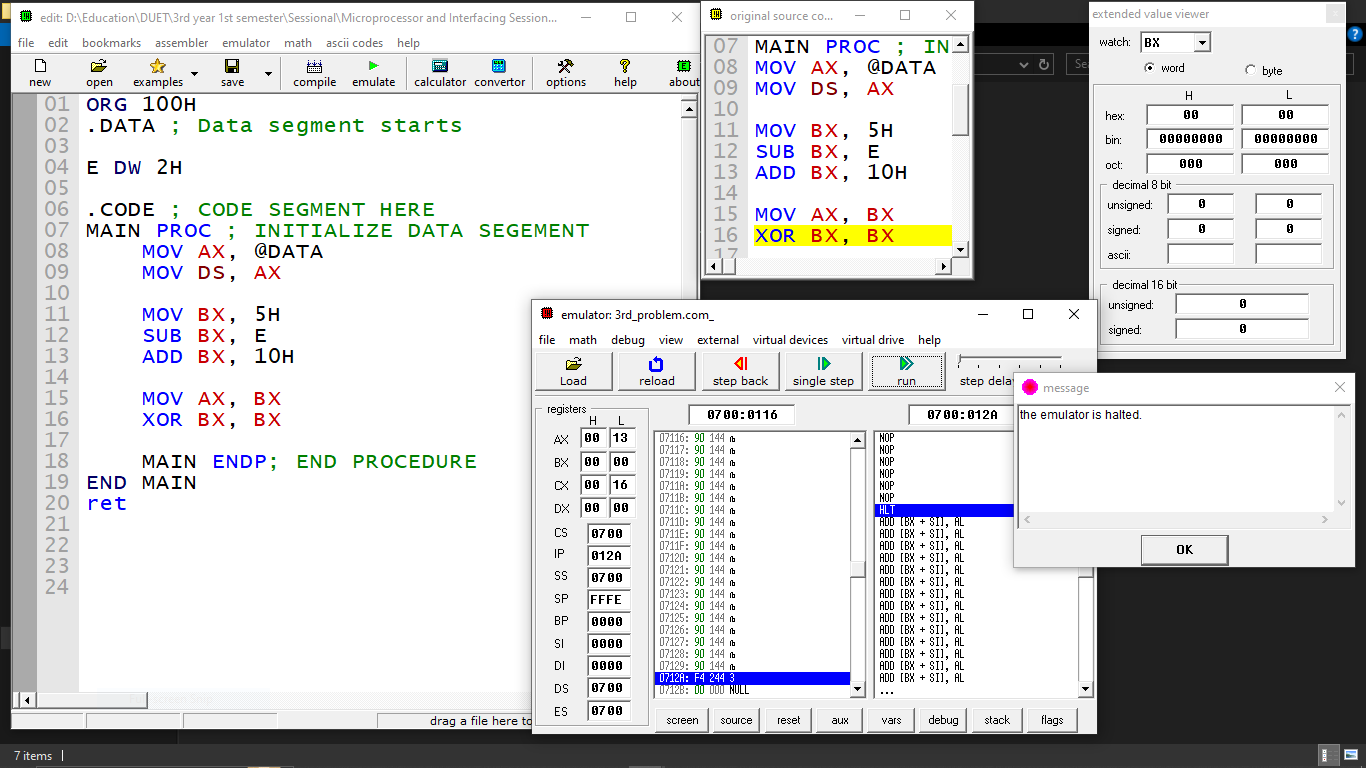 edit: D:\Education\DUET\3rd year 1st semester\Sessional\Microprocessor and Interfacing Session...
file edit bookmarks assembler emulator math ascii codes help
new open examples save compile emulate calculator convertor options help about
01 ORG 100H
02 .DATA ; Data segment starts
03
04 E DW 2H
05
06 .CODE ; CODE SEGMENT HERE
07 MAIN PROC ; INITIALIZE DATA SEGEMENT
08 MOV AX, @DATA
09 MOV DS, AX
10
11 MOV BX, 5H
12 SUB BX, E
13 ADD BX, 10H
14
15 MOV AX, BX
16 XOR BX, BX
17
18 MAIN ENDP; END PROCEDURE
19 END MAIN
20 ret
21
22
23
24
drag a file here to
7 items
original source co...
07 MAIN PROC ; IN
08 MOV AX, @DATA
09 MOV DS, AX
10
11 MOV BX, 5H
12 SUB BX, E
13 ADD BX, 10H
14
15 MOV AX, BX
16 XOR BX, BX
17
extended value viewer
watch: BX
word byte
H L
hex: 00 00
bin: 00000000 00000000
oct: 000 000
decimal 8 bit
unsigned: 0 0
signed: 0 0
ascii:
decimal 16 bit
unsigned: 0
signed: 0
emulator: 3rd_problem.com_
file math debug view external virtual devices virtual drive help
Load reload step back single step run step delay
registers
H L
AX 00 13
BX 00 00
CX 00 16
DX 00 00
CS 0700
IP 012A
SS 0700
SP FFFE
BP 0000
SI 0000
DI 0000
DS 0700
ES 0700
0700:0116
07116: 90 144
07117: 90 144
07118: 90 144
07119: 90 144
0711A: 90 144
0711B: 90 144
0711C: 90 144
0711D: 90 144
0711E: 90 144
0711F: 90 144
07120: 90 144
07121: 90 144
07122: 90 144
07123: 90 144
07124: 90 144
07125: 90 144
07126: 90 144
07127: 90 144
07128: 90 144
07129: 90 144
0712A: F4 244
0712B: 00 000 NULL
0700:012A
NOP
NOP
NOP
NOP
NOP
NOP
HLT
ADD [BX + SI], AL
ADD [BX + SI], AL
ADD [BX + SI], AL
ADD [BX + SI], AL
ADD [BX + SI], AL
ADD [BX + SI], AL
ADD [BX + SI], AL
ADD [BX + SI], AL
ADD [BX + SI], AL
ADD [BX + SI], AL
ADD [BX + SI], AL
ADD [BX + SI], AL
ADD [BX + SI], AL
ADD [BX + SI], AL
...
screen source reset aux vars debug stack flags
message
the emulator is halted.
OK